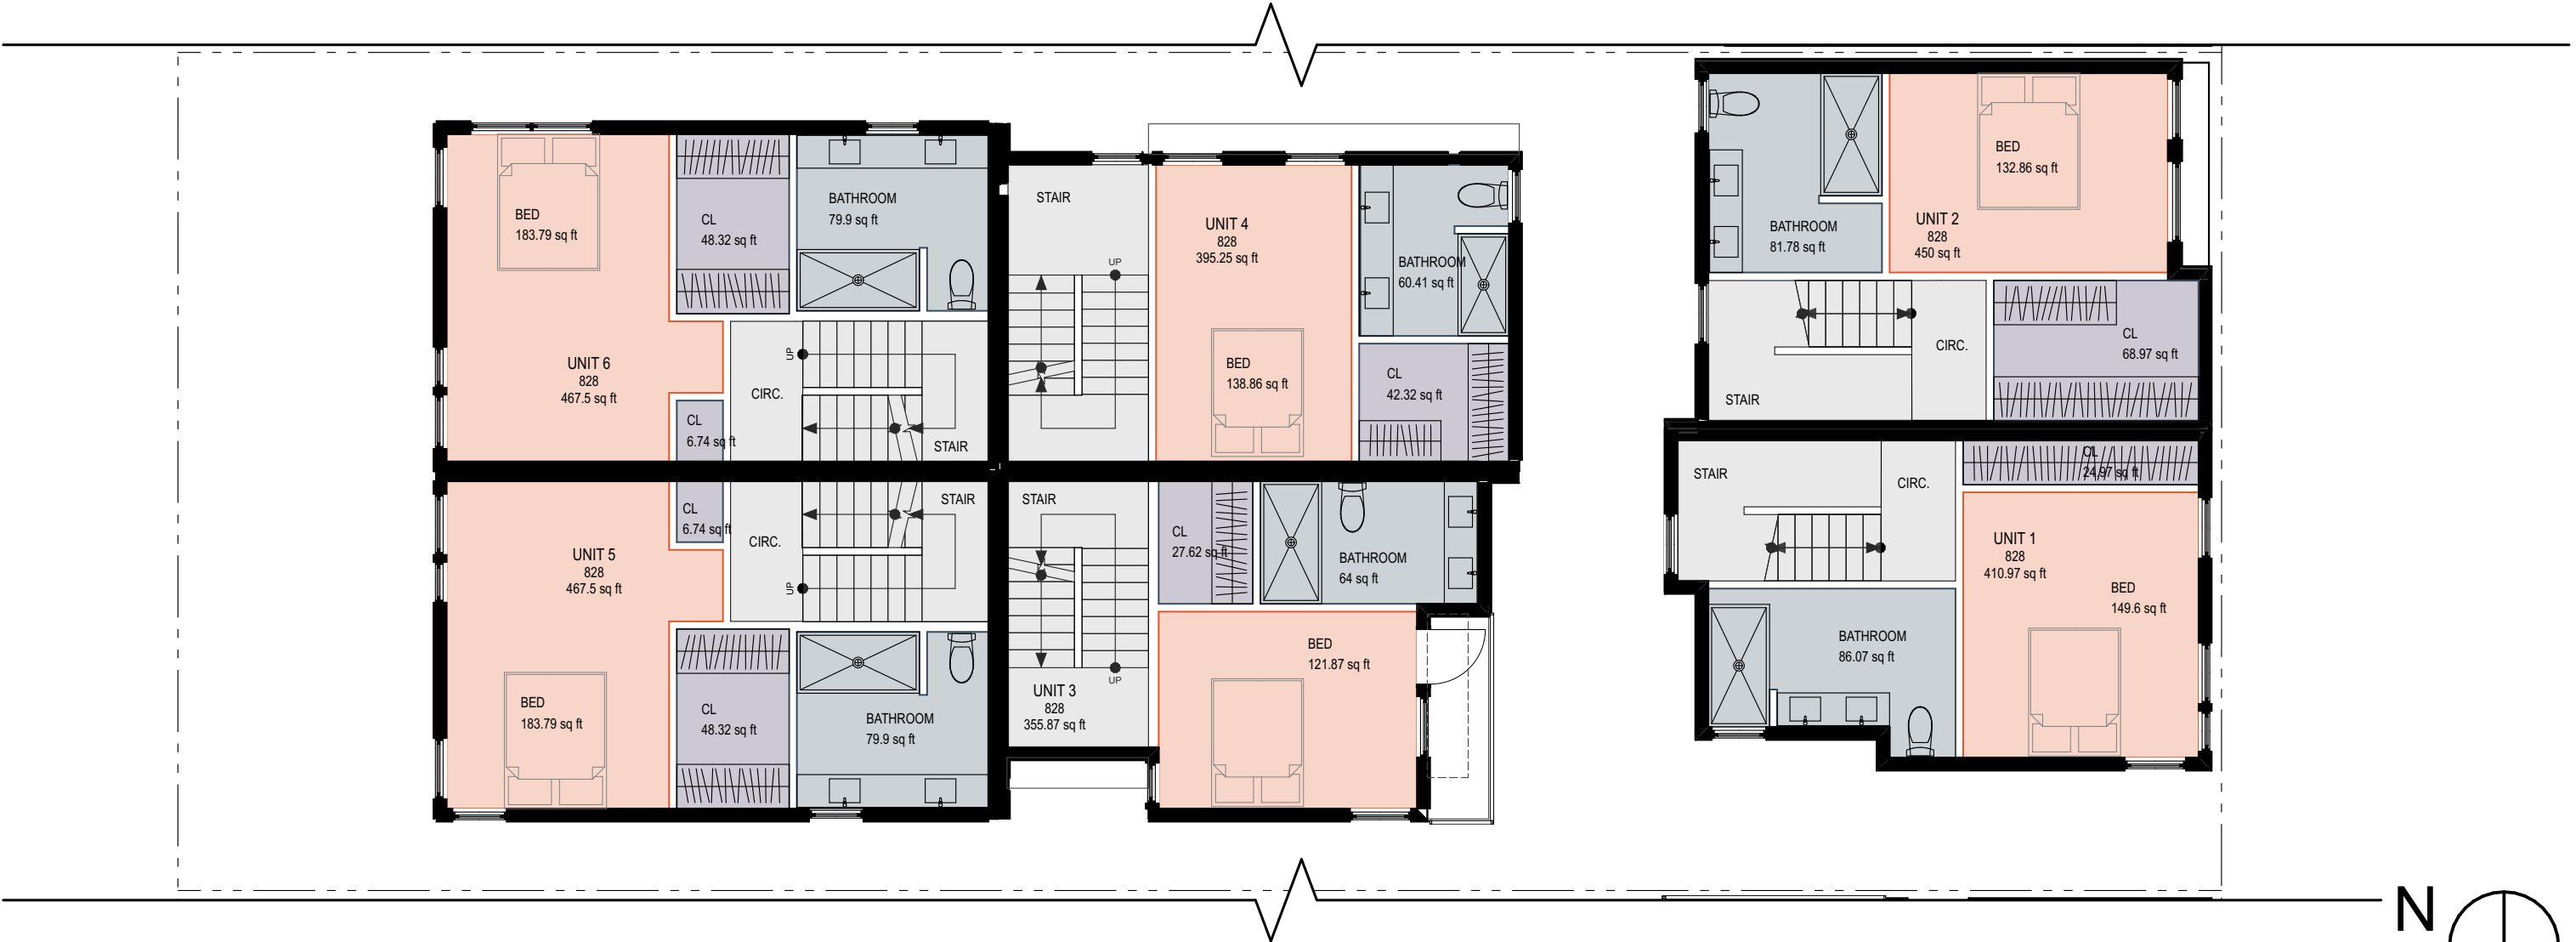 BED
183.79 sq ft
CL
48.32 sq ft
BATHROOM
79.9 sq ft
UNIT 6
828
467.5 sq ft
CL
6.74 sq ft
CIRC.
UP
STAIR
STAIR
UP
UNIT 4
828
395.25 sq ft
BED
138.86 sq ft
BATHROOM
60.41 sq ft
CL
42.32 sq ft
BATHROOM
81.78 sq ft
UNIT 2
828
450 sq ft
BED
132.86 sq ft
STAIR
CIRC.
CL
68.97 sq ft
UNIT 5
828
467.5 sq ft
CL
6.74 sq ft
CIRC.
UP
STAIR
BED
183.79 sq ft
CL
48.32 sq ft
BATHROOM
79.9 sq ft
STAIR
UP
UNIT 3
828
355.87 sq ft
CL
27.62 sq ft
BATHROOM
64 sq ft
BED
121.87 sq ft
STAIR
CIRC.
CL
24.97 sq ft
UNIT 1
828
410.97 sq ft
BED
149.6 sq ft
BATHROOM
86.07 sq ft
N